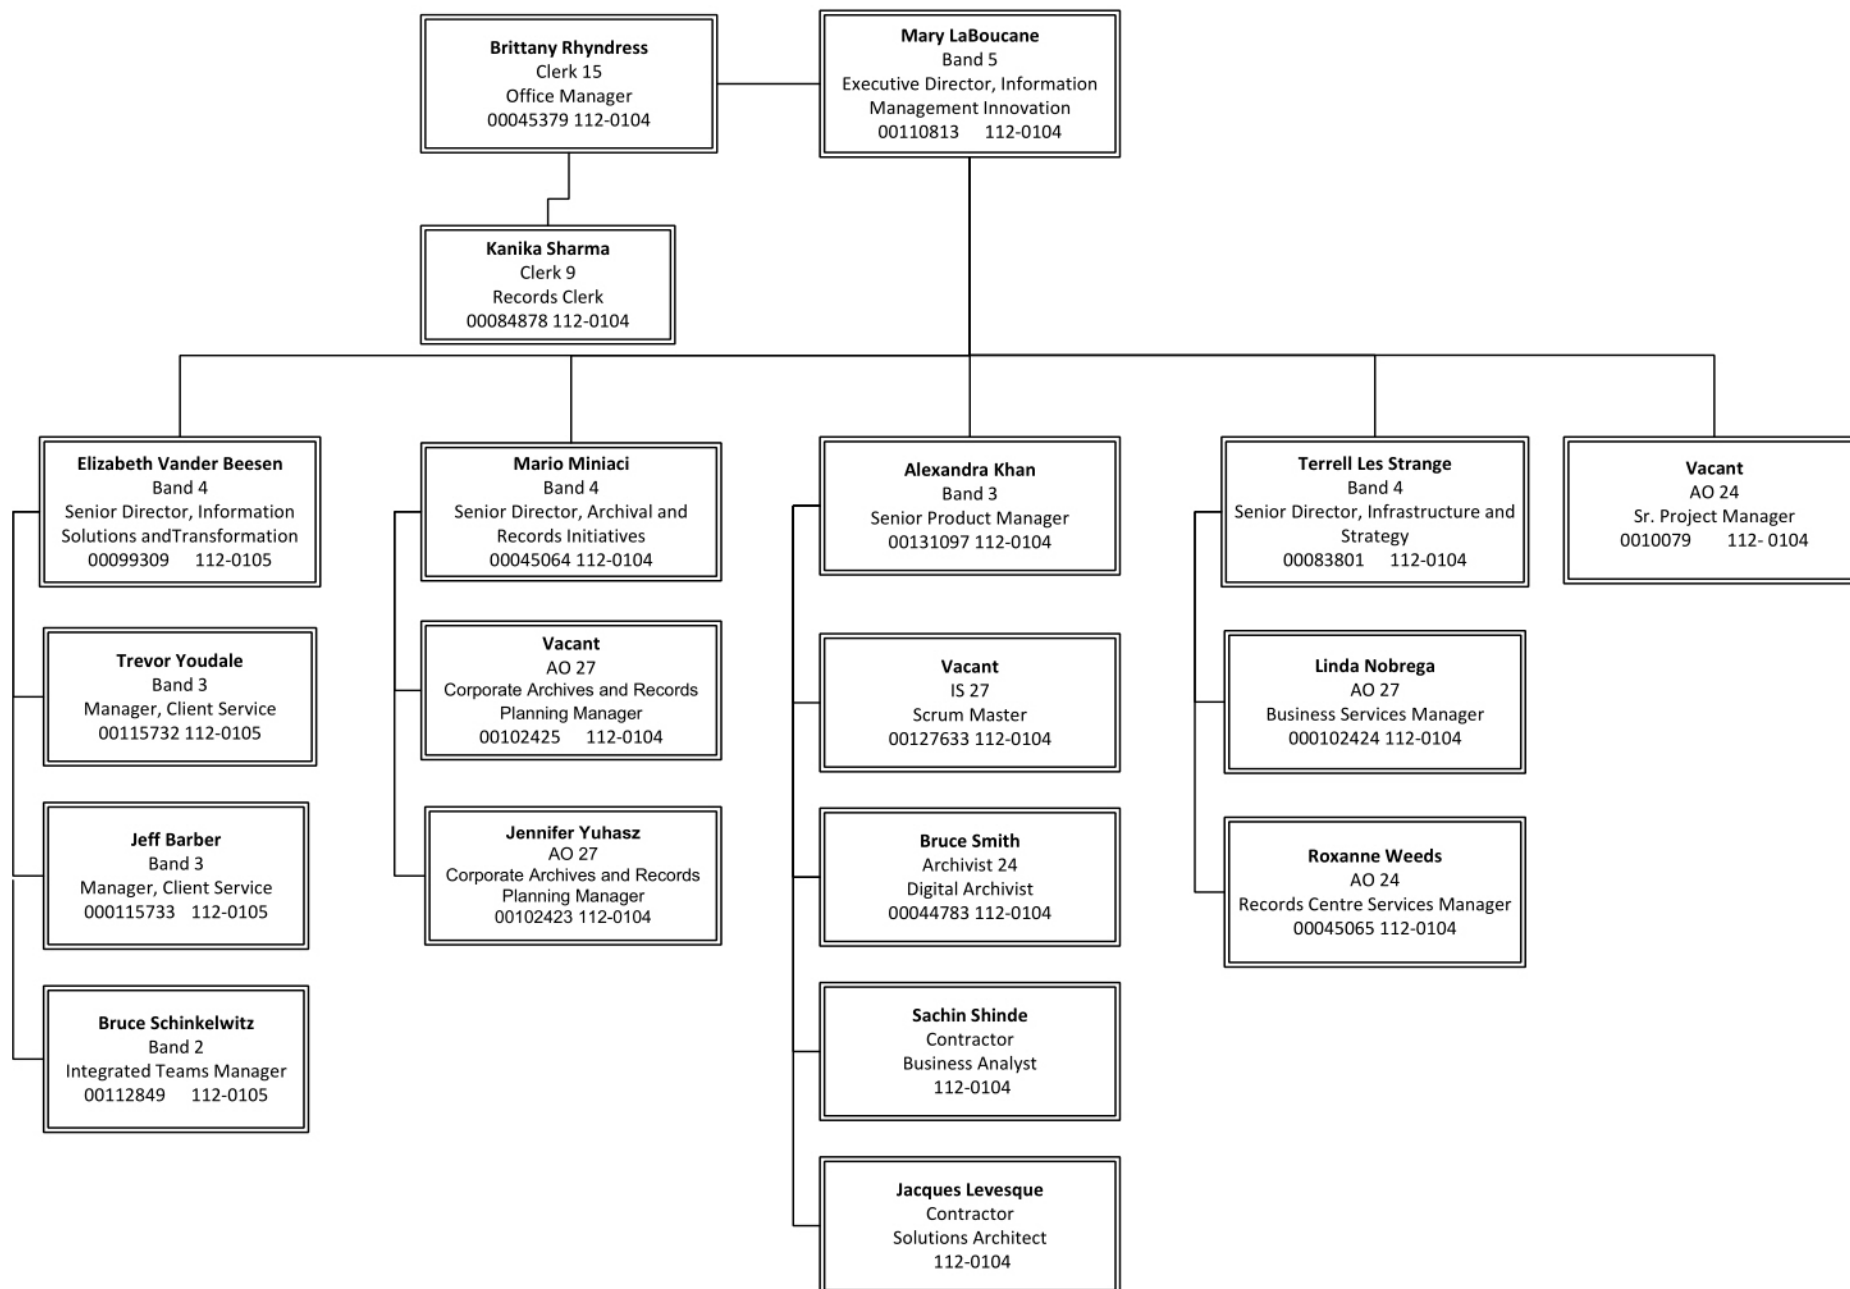 Brittany Rhyndress
Clerk 15
Office Manager
00045379 112-0104
Mary LaBoucane
Band 5
Executive Director, Information
Management Innovation
00110813 112-0104
Kanika Sharma
Clerk 9
Records Clerk
00084878 112-0104
Elizabeth Vander Beesen
Band 4
Senior Director, Information
Solutions andTransformation
00099309 112-0105
Trevor Youdale
Band 3
Manager, Client Service
00115732 112-0105
Jeff Barber
Band 3
Manager, Client Service
000115733 112-0105
Bruce Schinkelwitz
Band 2
Integrated Teams Manager
00112849 112-0105
Mario Miniaci
Band 4
Senior Director, Archival and
Records Initiatives
00045064 112-0104
Vacant
AO 27
Corporate Archives and Records
Planning Manager
00102425 112-0104
Jennifer Yuhasz
AO 27
Corporate Archives and Records
Planning Manager
00102423 112-0104
Alexandra Khan
Band 3
Senior Product Manager
00131097 112-0104
Vacant
IS 27
Scrum Master
00127633 112-0104
Bruce Smith
Archivist 24
Digital Archivist
00044783 112-0104
Sachin Shinde
Contractor
Business Analyst
112-0104
Jacques Levesque
Contractor
Solutions Architect
112-0104
Terrell Les Strange
Band 4
Senior Director, Infrastructure and
Strategy
00083801 112-0104
Linda Nobrega
AO 27
Business Services Manager
000102424 112-0104
Roxanne Weeds
AO 24
Records Centre Services Manager
00045065 112-0104
Vacant
AO 24
Sr. Project Manager
0010079 112- 0104